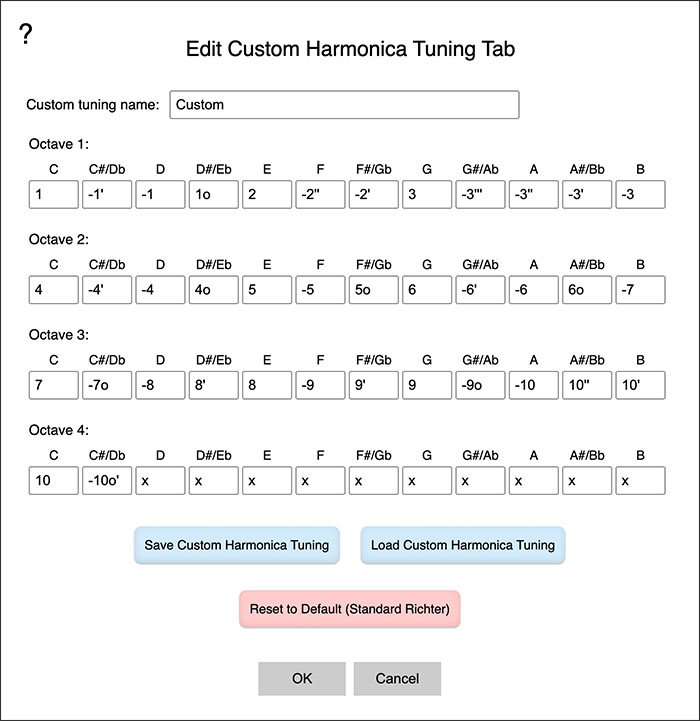 ?
Edit Custom Harmonica Tuning Tab
Custom tuning name: Custom
Octave 1:
C C#/Db D D#/Eb E F F#/Gb G G#/Ab A A#/Bb B
1 -1' -1 1o 2 -2" -2' 3 -3"' -3" -3' -3
Octave 2:
C C#/Db D D#/Eb E F F#/Gb G G#/Ab A A#/Bb B
4 -4' -4 4o 5 -5 5o 6 -6' -6 6o -7
Octave 3:
C C#/Db D D#/Eb E F F#/Gb G G#/Ab A A#/Bb B
7 -7o -8 8' 8 -9 9' 9 -9o -10 10" 10'
Octave 4:
C C#/Db D D#/Eb E F F#/Gb G G#/Ab A A#/Bb B
10 -10o' x x x x x x x x x x
Save Custom Harmonica Tuning Load Custom Harmonica Tuning
Reset to Default (Standard Richter)
OK Cancel